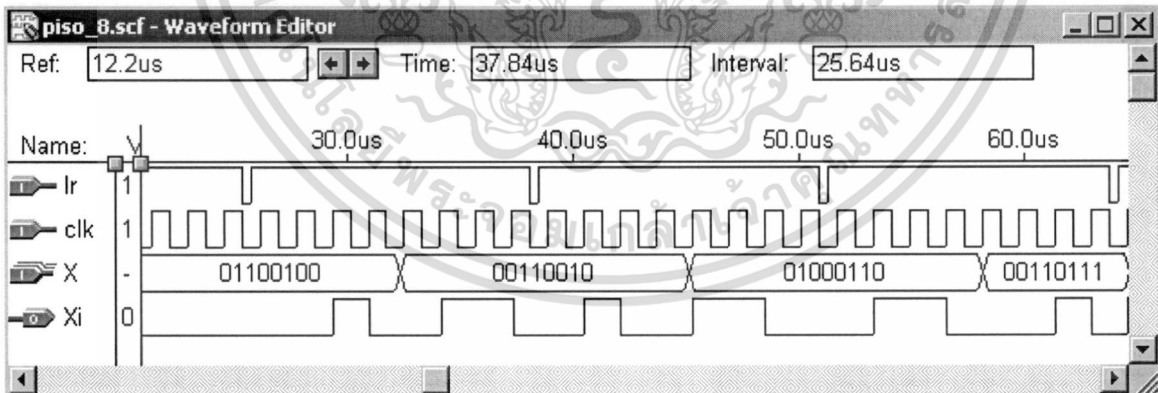 piso_8.scf - Waveform Editor
Ref: 12.2us Time: 37.84us Interval: 25.64us
Name: 30.0us 40.0us 50.0us 60.0us
lr 1
clk 1
X - 01100100 00110010 01000110 00110111
Xi 0